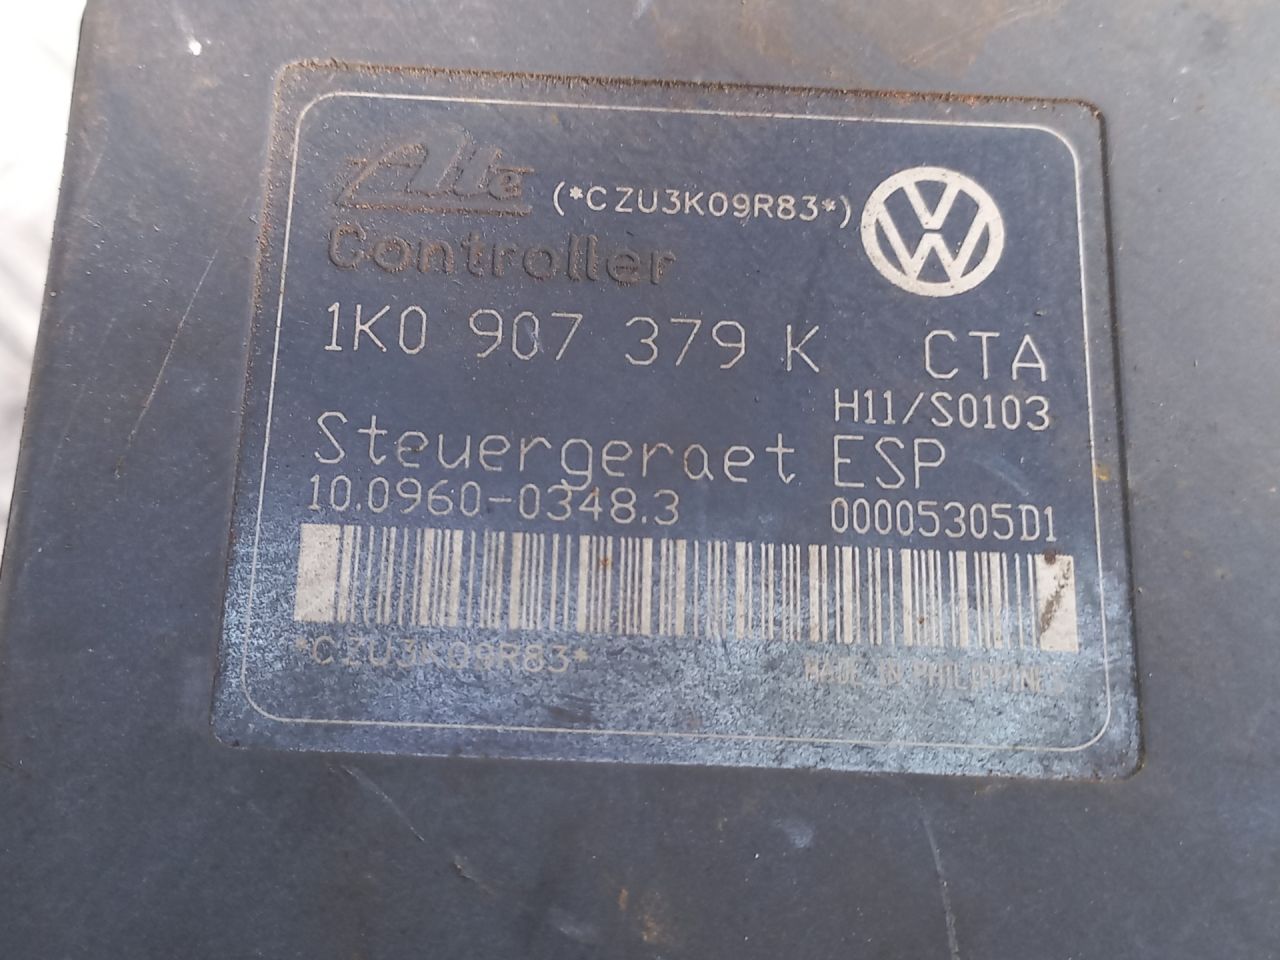 Ate (*CZU3K09R83*)
Controller
1K0 907 379 K CTA
H11/S0103
Steuergeraet ESP
10.0960-0348.3 00005305D1
*CZU3K09R83*
MADE IN PHILIPPINES